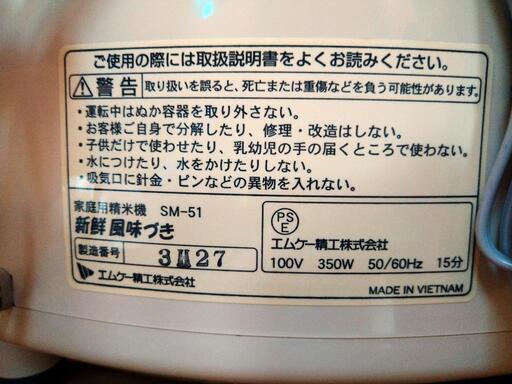 ご使用の際には取扱説明書をよくお読みください。
警告 取り扱いを誤ると、死亡または重傷などを負う可能性があります。
・運転中はぬか容器を取り外さない。
・お客様ご自身で分解したり、修理・改造はしない。
・子供だけで使わせたり、乳幼児の手の届くところで使わない。
・水につけたり、水をかけたりしない。
・吸気口に針金・ピンなどの異物を入れない。
家庭用精米機 SM-51
新鮮風味づき
製造番号 3 27
エムケー精工株式会社
PS
E
エムケー精工株式会社
100V 350W 50/60Hz 15分
MADE IN VIETNAM